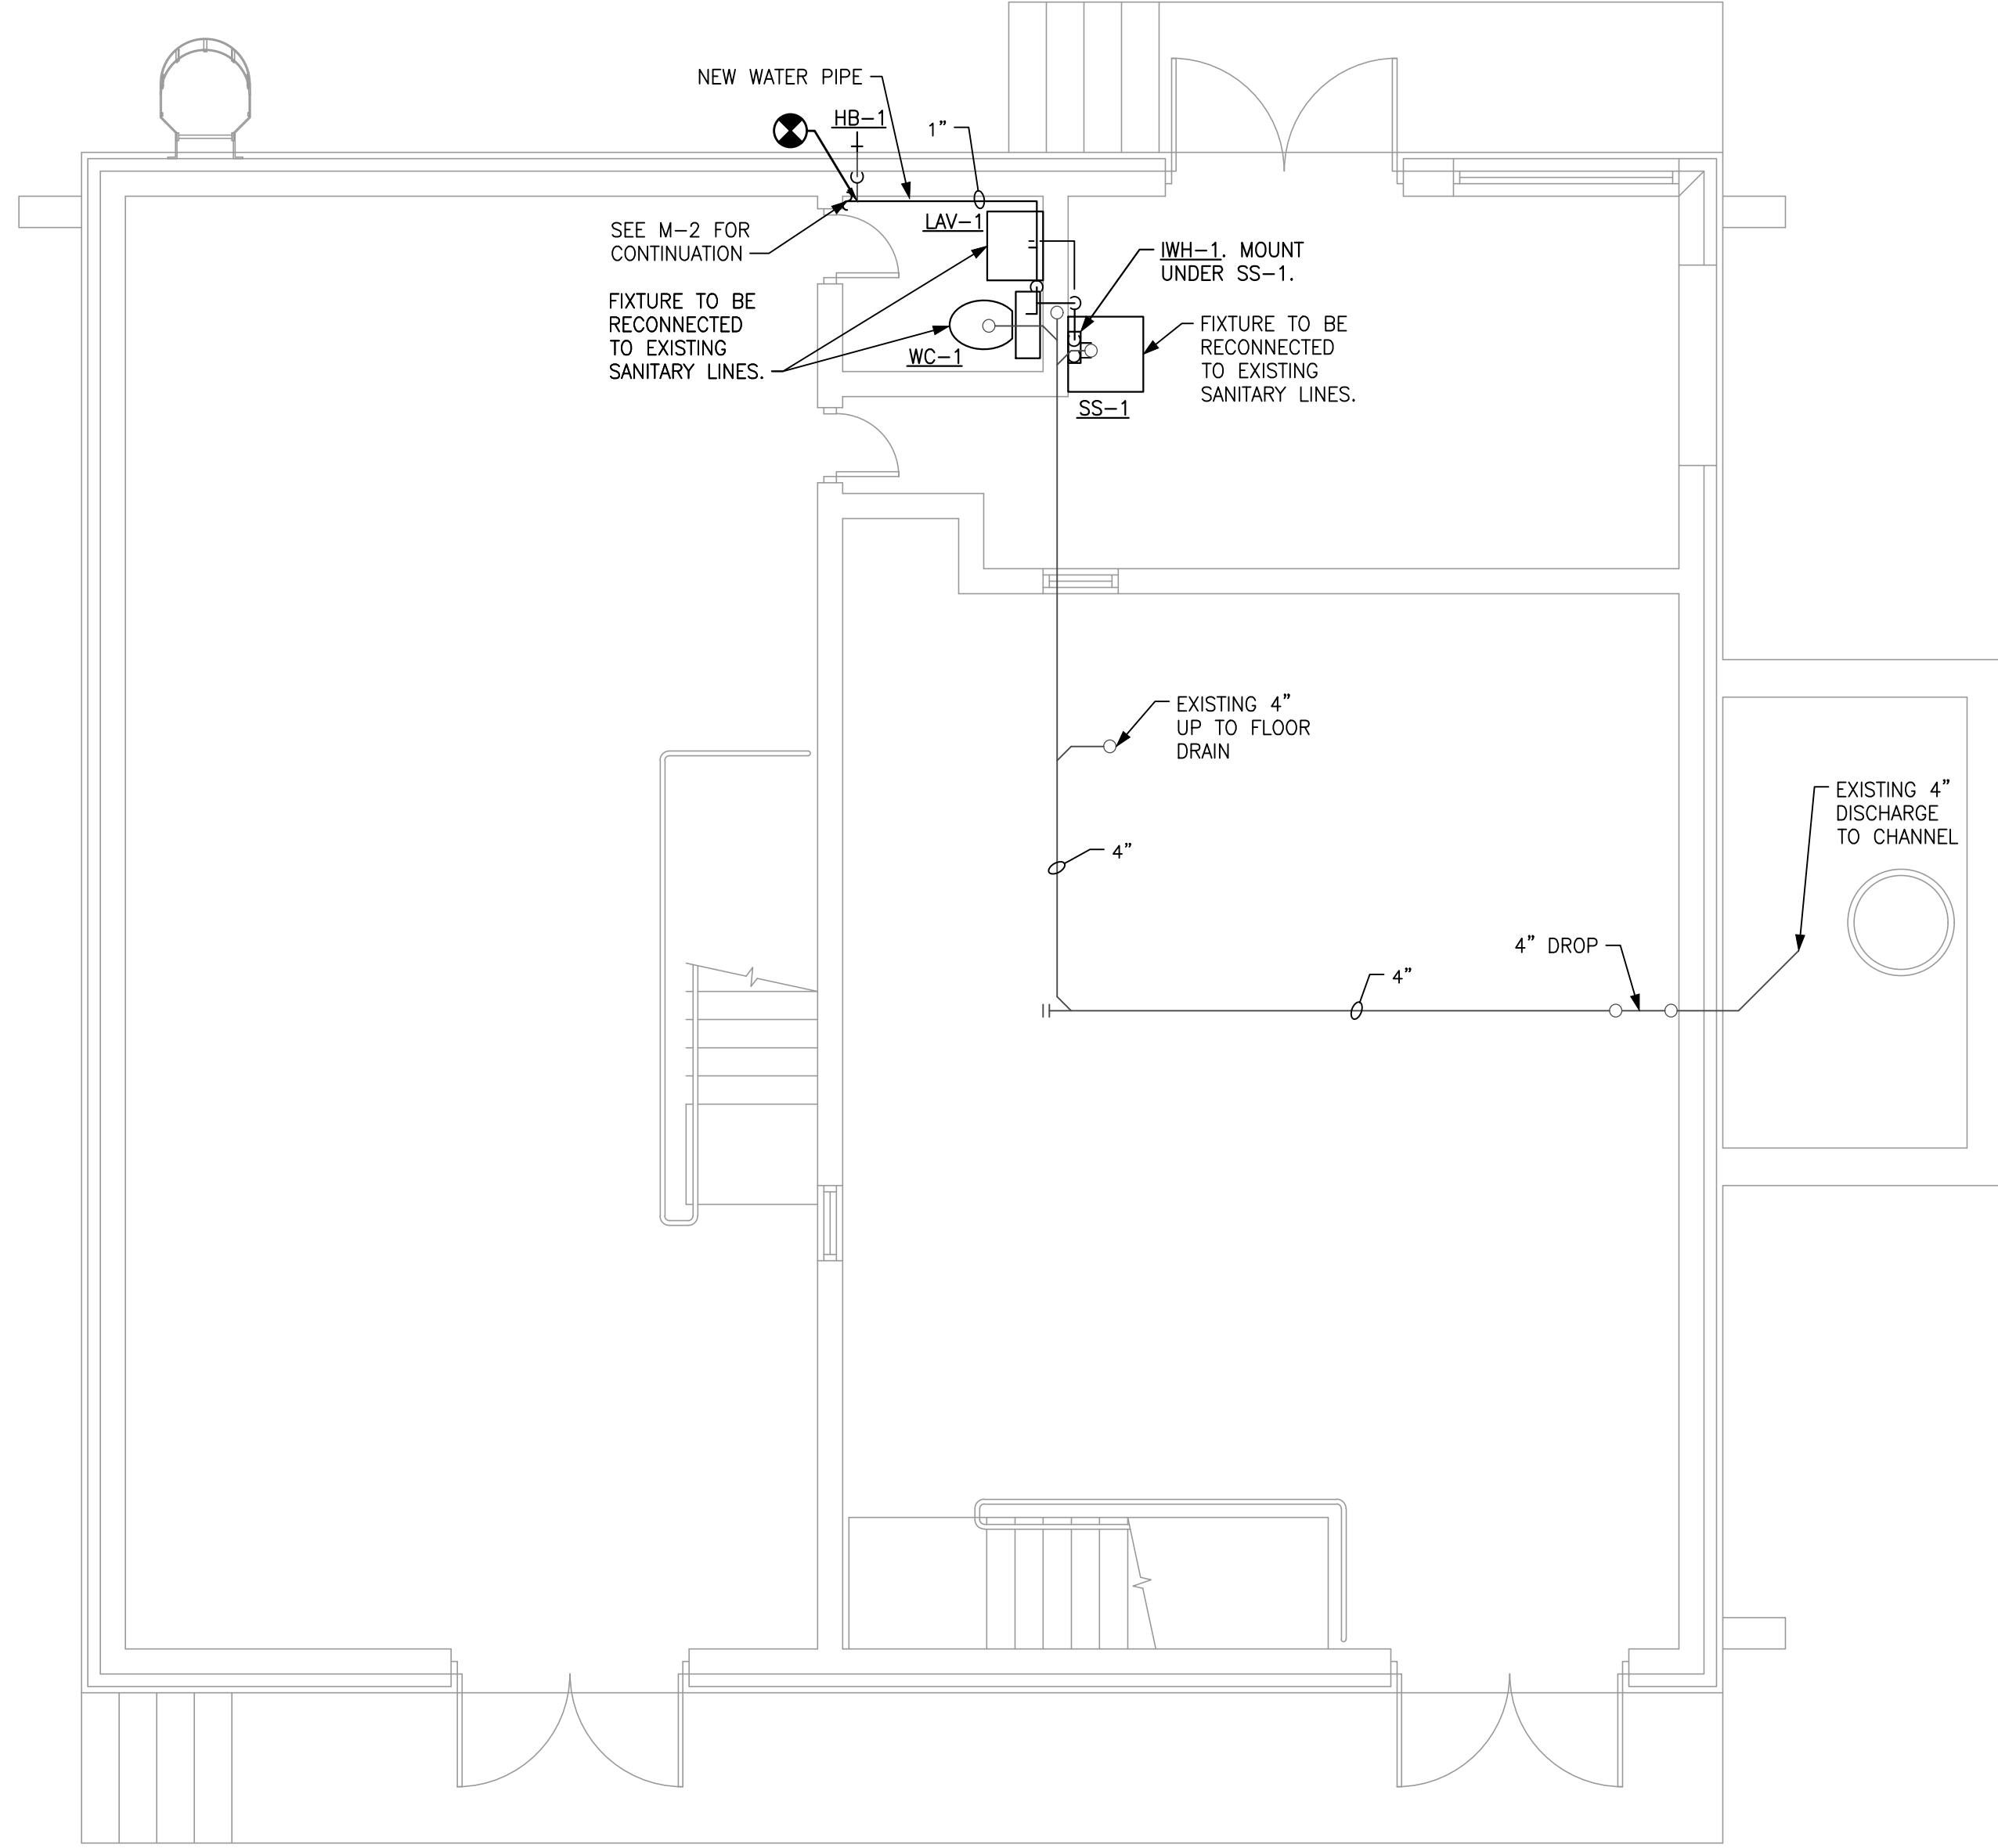 NEW WATER PIPE
HB-1
1"
SEE M-2 FOR
CONTINUATION
LAV-1
IWH-1. MOUNT
UNDER SS-1.
FIXTURE TO BE
RECONNECTED
TO EXISTING
SANITARY LINES.
WC-1
FIXTURE TO BE
RECONNECTED
TO EXISTING
SANITARY LINES.
SS-1
EXISTING 4"
UP TO FLOOR
DRAIN
EXISTING 4"
DISCHARGE
TO CHANNEL
4"
4" DROP
4"